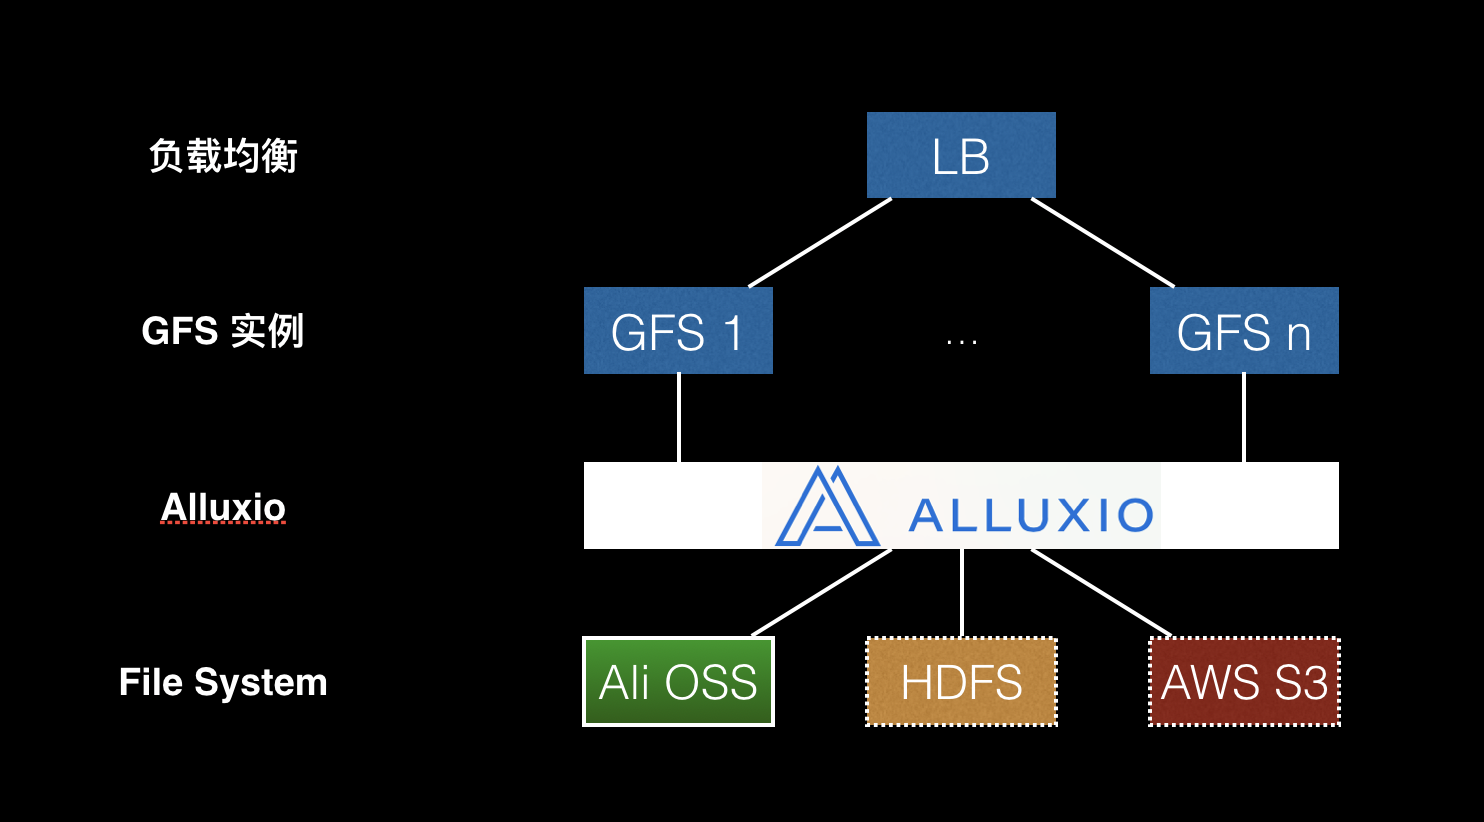 负载均衡
LB
GFS 实例
GFS 1
...
GFS n
Alluxio
ALLUXIO
File System
Ali OSS
HDFS
AWS S3